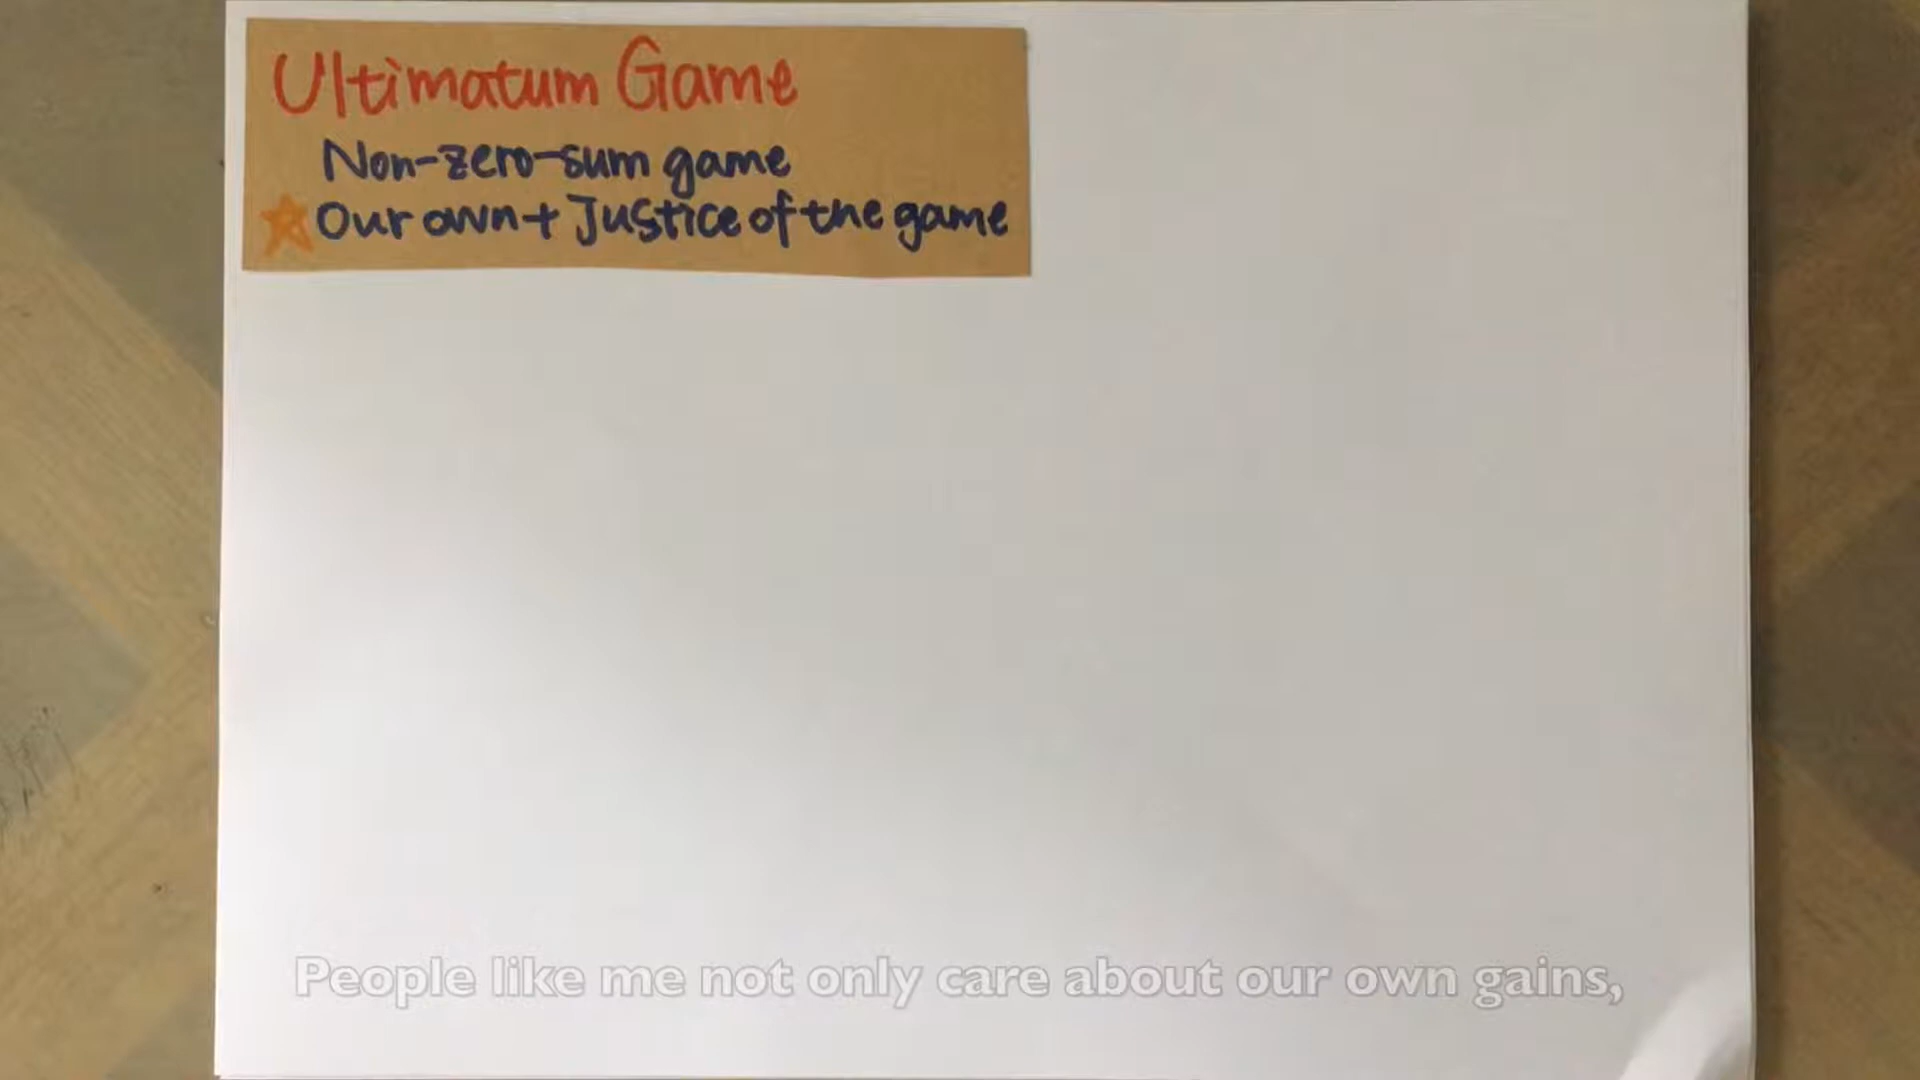 Ultimatum Game
Non-zero-sum game
Our own + Justice of the game
People like me not only care about our own gains,